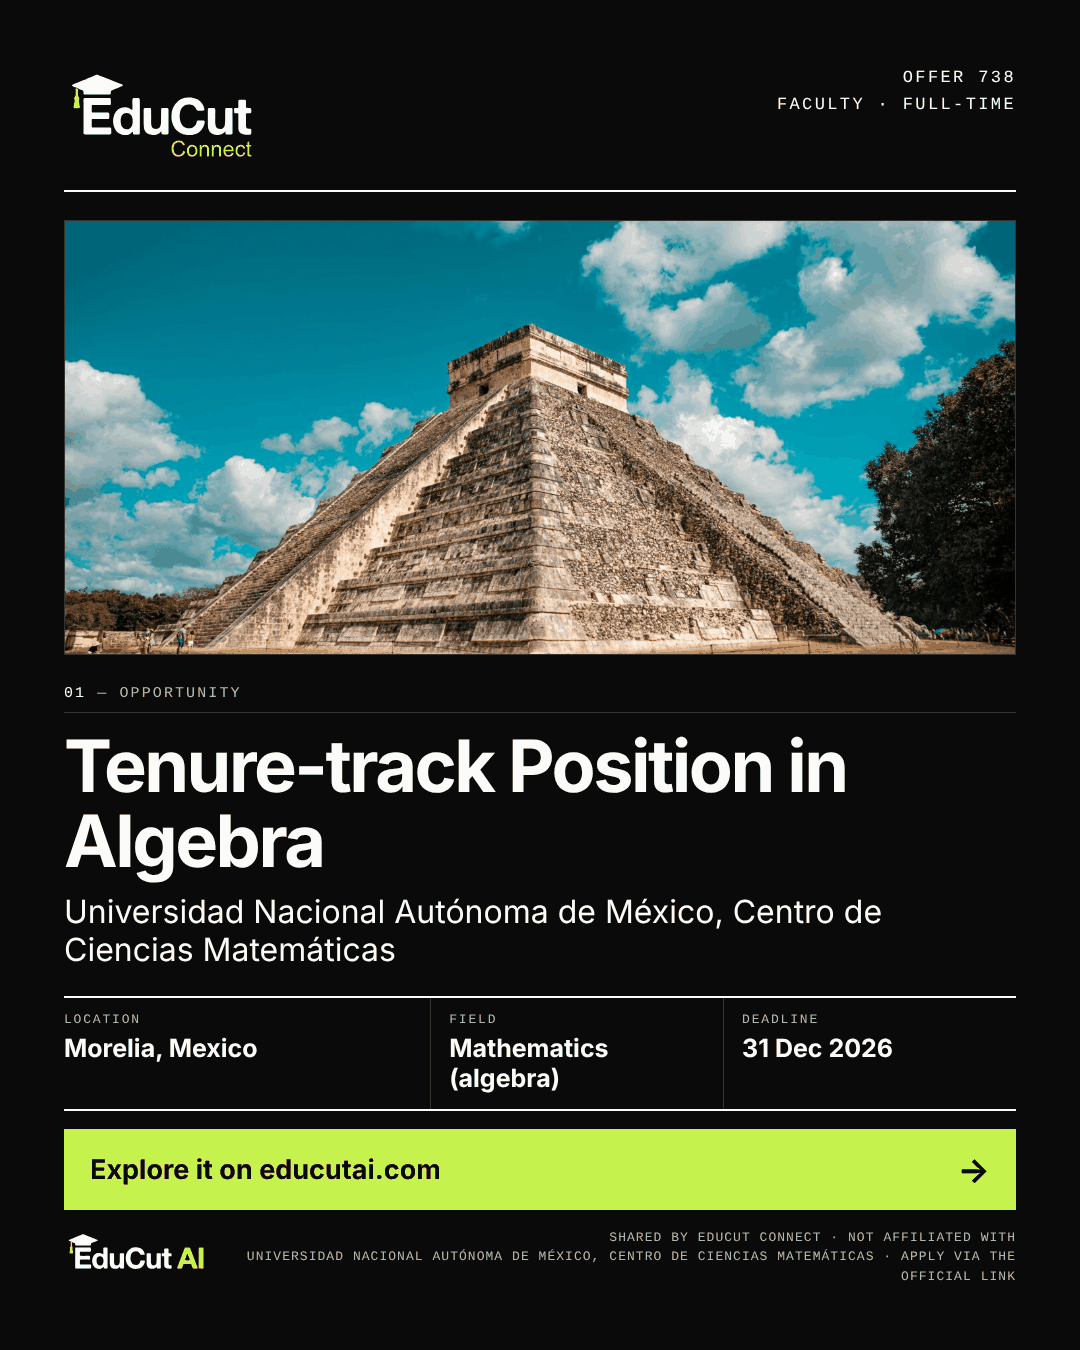 EduCut
Connect
OFFER 738
FACULTY · FULL-TIME
01 — OPPORTUNITY
Tenure-track Position in
Algebra
Universidad Nacional Autónoma de México, Centro de
Ciencias Matemáticas
LOCATION
Morelia, Mexico
FIELD
Mathematics
(algebra)
DEADLINE
31 Dec 2026
Explore it on educutai.com →
EduCut AI
SHARED BY EDUCUT CONNECT · NOT AFFILIATED WITH
UNIVERSIDAD NACIONAL AUTÓNOMA DE MÉXICO, CENTRO DE CIENCIAS MATEMÁTICAS · APPLY VIA THE
OFFICIAL LINK